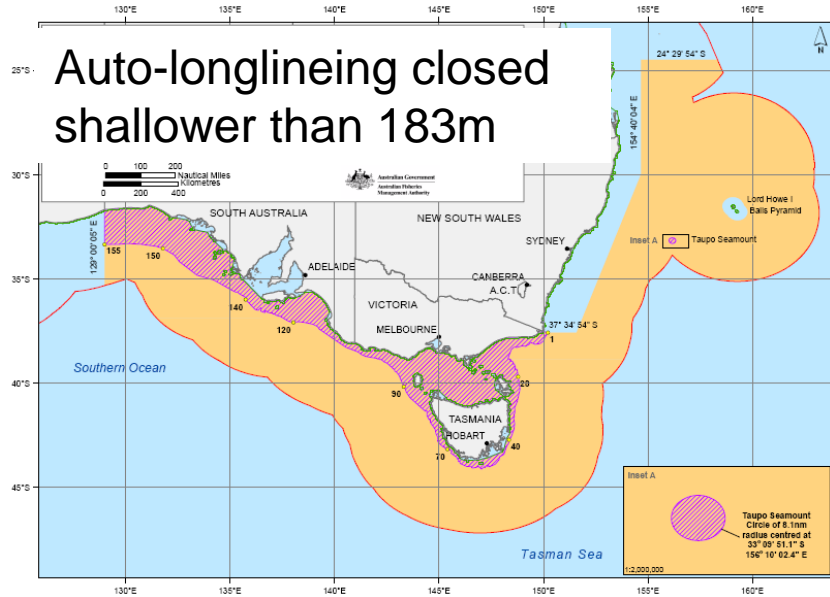 130°E 135°E 140°E 145°E 150°E 155°E 160°E
Auto-longlineing closed
shallower than 183m
24° 29' 54" S
154° 40' 04" E
25°S
30°S
35°S
40°S
45°S
0 100 200
Nautical Miles
Kilometres
0 200 400
Australian Government
Australian Fisheries
Management Authority
SOUTH AUSTRALIA
NEW SOUTH WALES
Lord Howe I
Balls Pyramid
129° 00' 05" E
155
150
SYDNEY
Inset A
Taupo Seamount
ADELAIDE
CANBERRA
A.C.T.
140
VICTORIA
120
MELBOURNE
37° 34' 54" S
1
Southern Ocean
90
20
TASMANIA
HOBART
70
40
Tasman Sea
Inset A
Taupo Seamount
Circle of 8.1nm
radius centred at
33° 09' 51.1" S
156° 10' 02.4" E
1:2,000,000
130°E 135°E 140°E 145°E 150°E 155°E 160°E